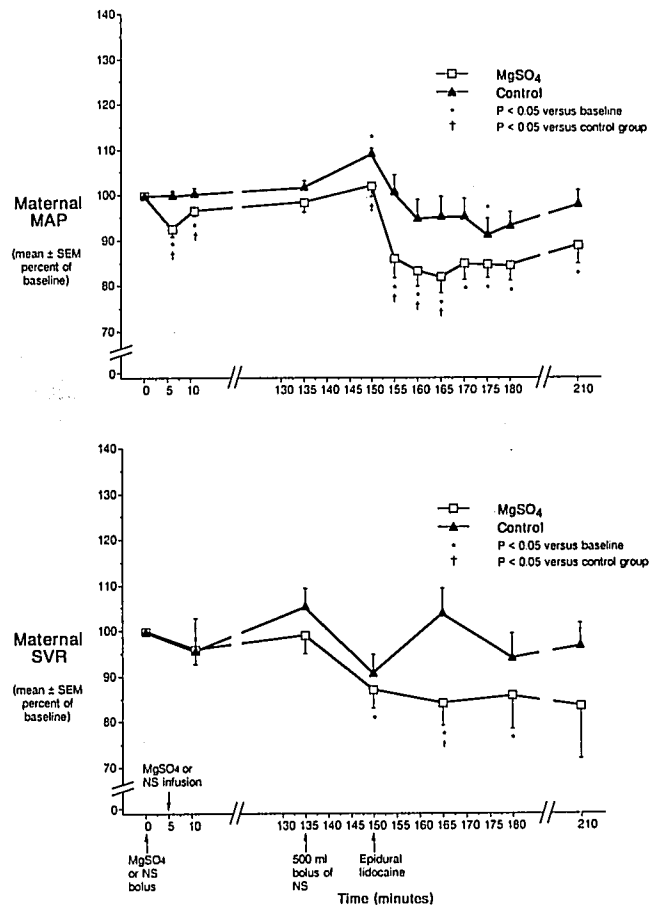 140
130
120
110
100
90
80
70
0
Maternal
MAP
(mean ± SEM
percent of
baseline)
MgSO4
Control
* P < 0.05 versus baseline
† P < 0.05 versus control group
0 5 10 130 135 140 145 150 155 160 165 170 175 180 210
140
130
120
110
100
90
80
70
0
Maternal
SVR
(mean ± SEM
percent of
baseline)
MgSO4
Control
* P < 0.05 versus baseline
† P < 0.05 versus control group
MgSO4 or
NS infusion
0 5 10 130 135 140 145 150 155 160 165 170 175 180 210
MgSO4
or NS
bolus
500 ml
bolus of
NS
Epidural
lidocaine
Time (minutes)